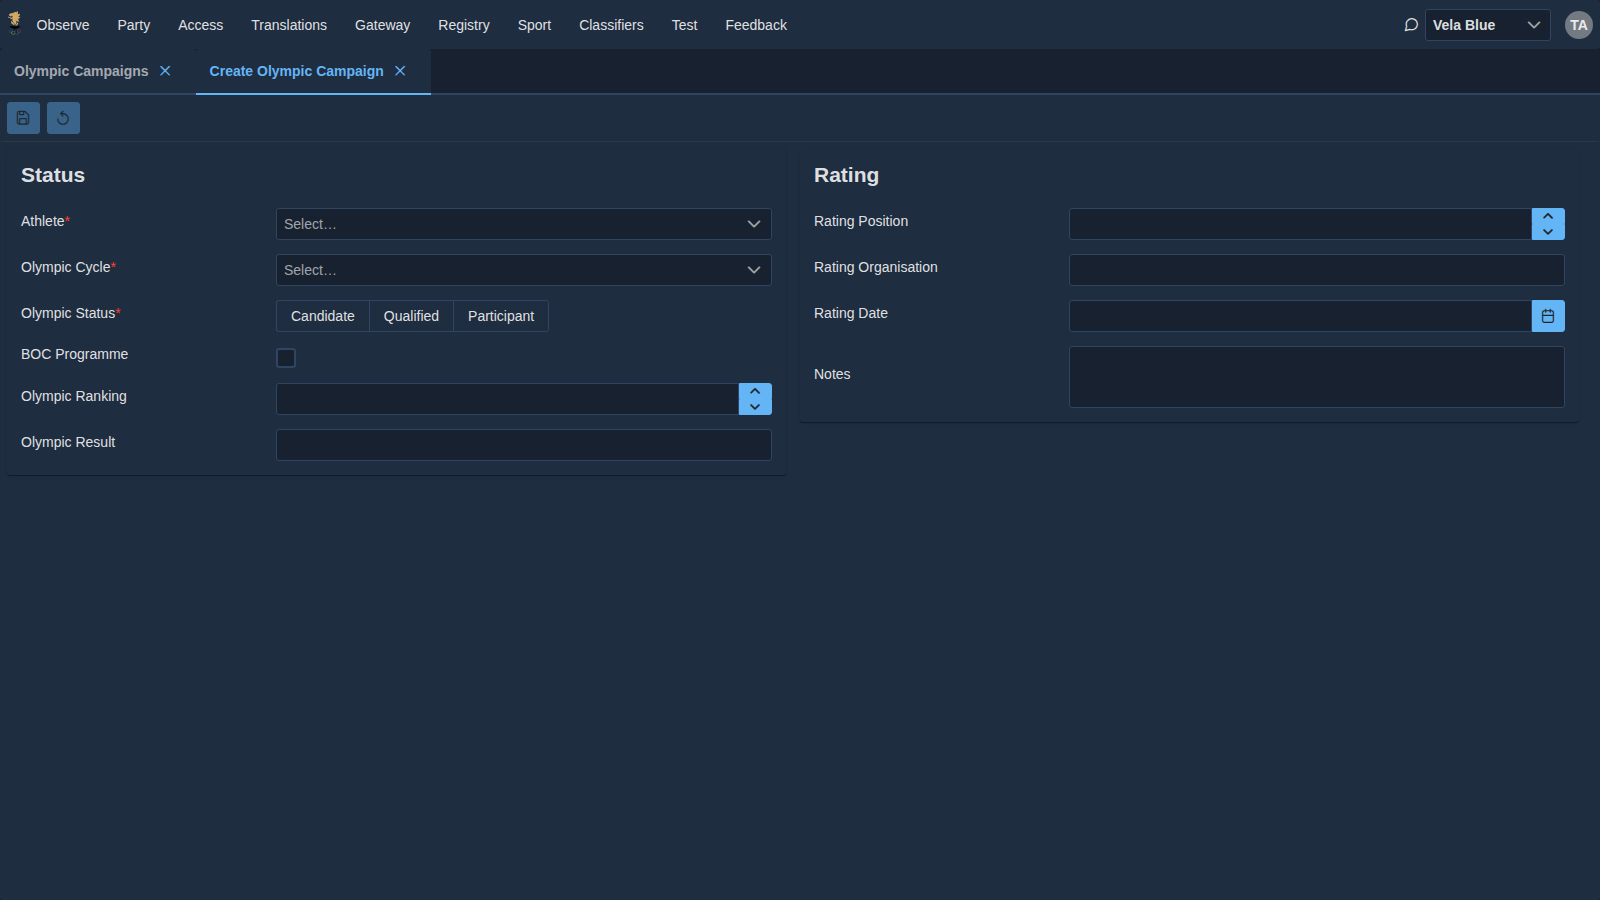 Observe Party Access Translations Gateway Registry Sport Classifiers Test Feedback Vela Blue TA
Olympic Campaigns Create Olympic Campaign
Status
Athlete* Select...
Olympic Cycle* Select...
Olympic Status* Candidate Qualified Participant
BOC Programme
Olympic Ranking
Olympic Result
Rating
Rating Position
Rating Organisation
Rating Date
Notes